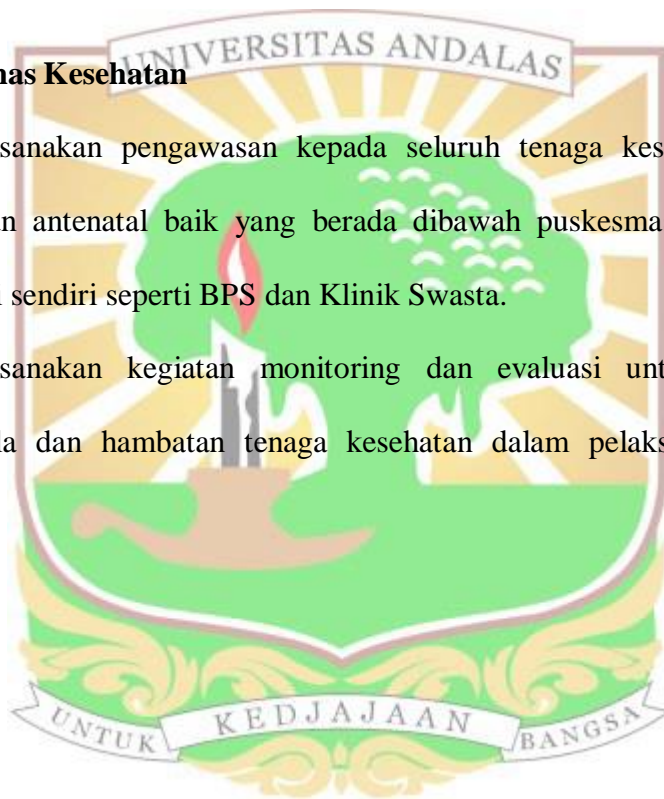 UNIVERSITAS ANDALAS
nas Kesehatan
sanakan pengawasan kepada seluruh tenaga kes
n antenatal baik yang berada dibawah puskesma
i sendiri seperti BPS dan Klinik Swasta.
sanakan kegiatan monitoring dan evaluasi unt
la dan hambatan tenaga kesehatan dalam pelaks
UNTUK KEDJAJAAN BANGSA